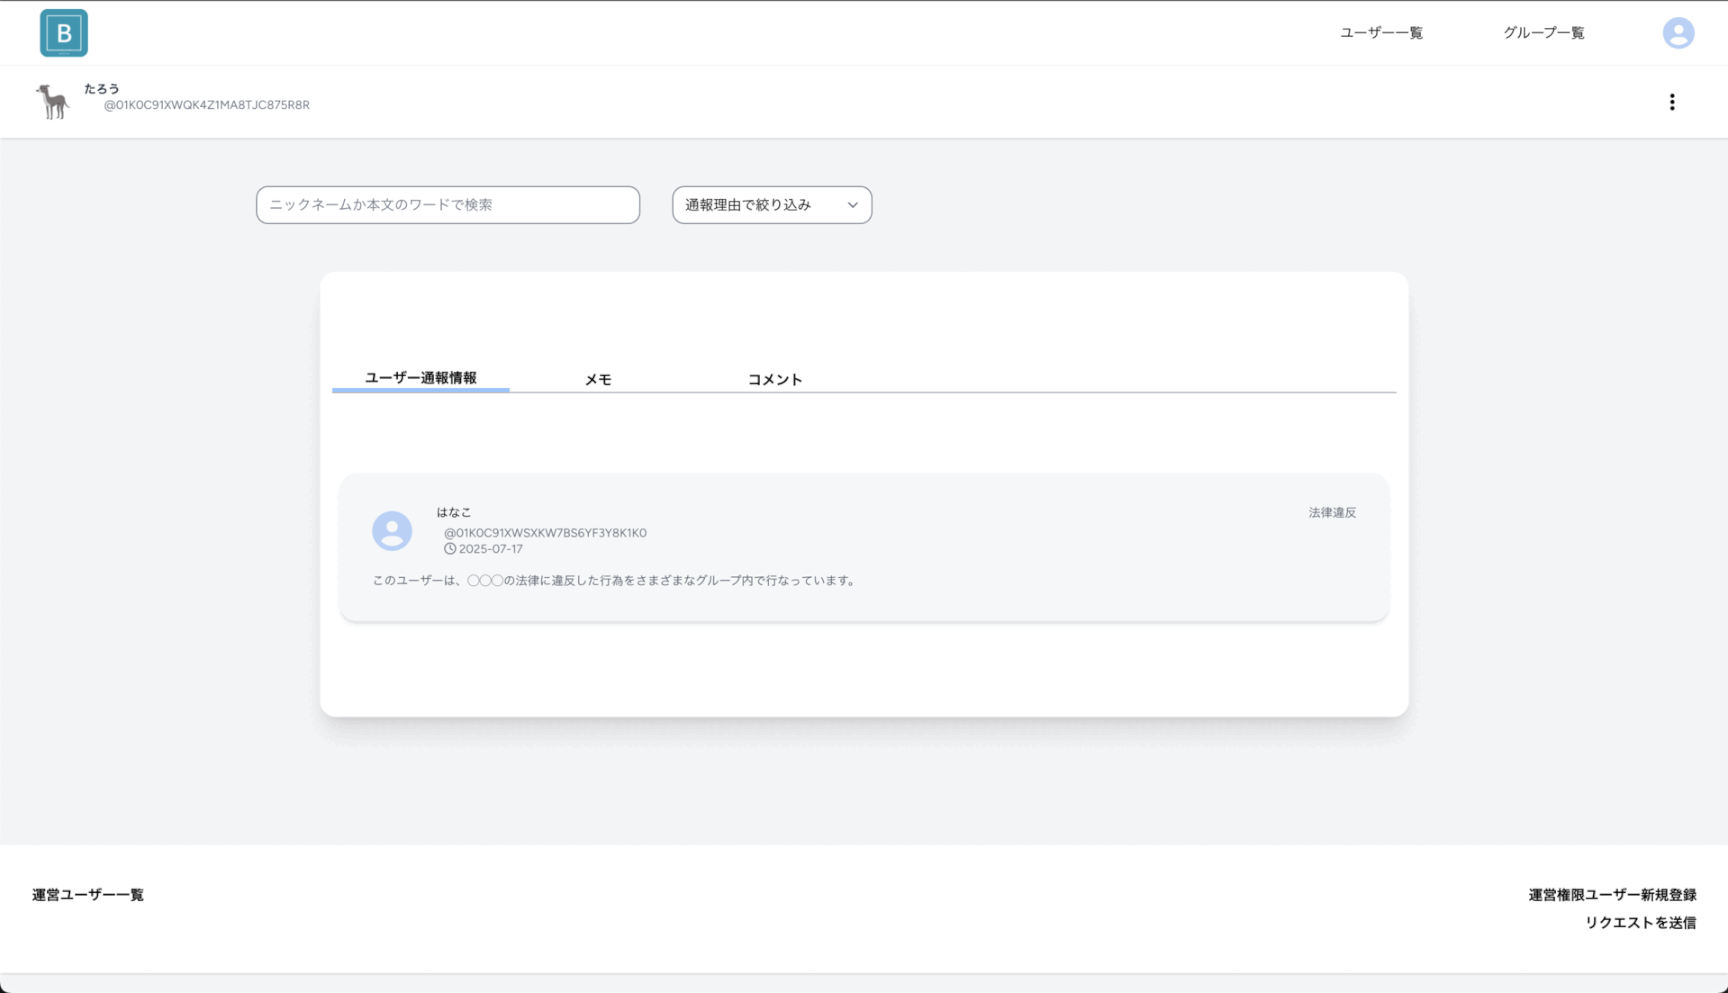 B
ユーザー一覧
グループ一覧
たろう
@01K0C91XWQK4Z1MA8TJC875R8R
ニックネームか本文のワードで検索
通報理由で絞り込み
ユーザー通報情報
メモ
コメント
はなこ
法律違反
@01K0C91XWSXKW7BS6YF3Y8K1K0
2025-07-17
このユーザーは、◯◯◯の法律に違反した行為をさまざまなグループ内で行なっています。
運営ユーザー一覧
運営権限ユーザー新規登録
リクエストを送信